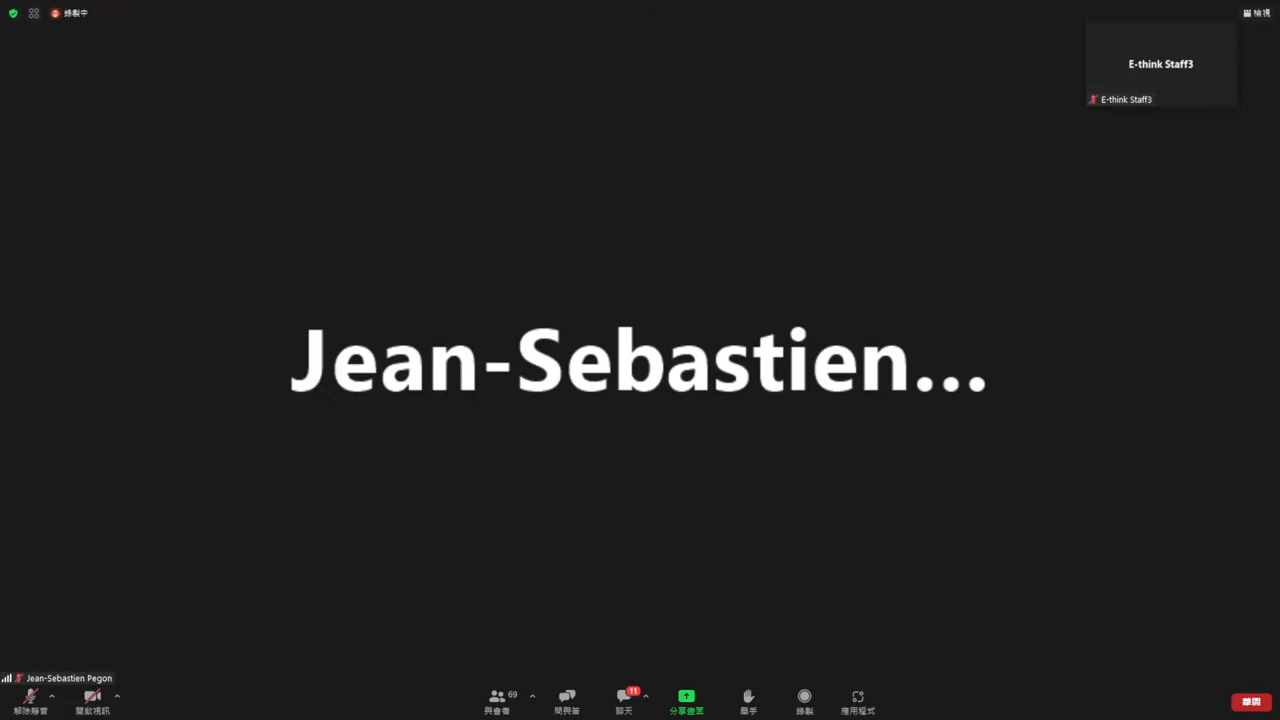 錄製中
檢視
E-think Staff3
E-think Staff3
Jean-Sebastien...
Jean-Sebastien Pegon
解除靜音
開啟視訊
69
與會者
問與答
11
聊天
分享螢幕
舉手
錄製
應用程式
離開